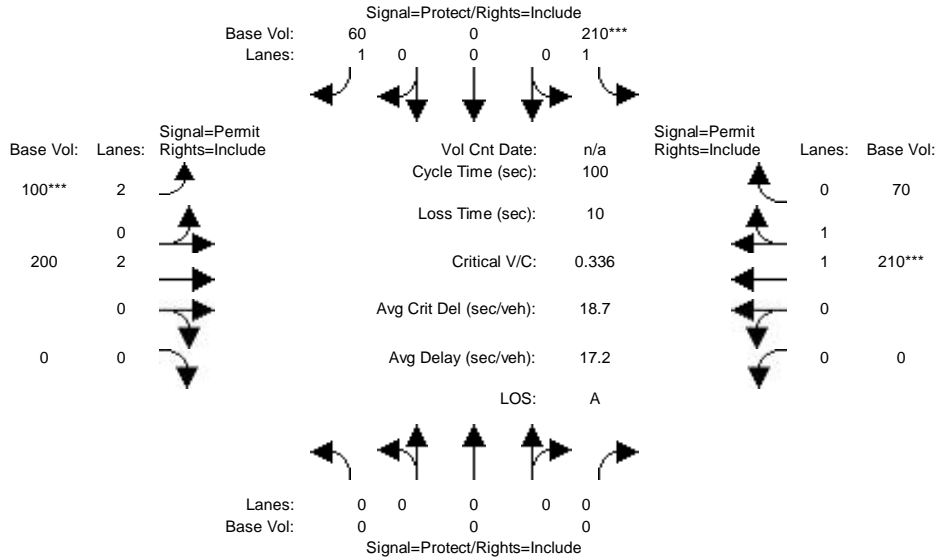 Signal=Protect/Rights=Include
Base Vol: 60 0 210***
Lanes: 1 0 0 0 1
Signal=Permit Signal=Permit
Base Vol: Lanes: Rights=Include Vol Cnt Date: n/a Rights=Include Lanes: Base Vol:
Cycle Time (sec): 100
100*** 2 0 70
Loss Time (sec): 10
0 1
200 2 Critical V/C: 0.336 1 210***
0 Avg Crit Del (sec/veh): 18.7 0
0 0 Avg Delay (sec/veh): 17.2 0 0
LOS: A
Lanes: 0 0 0 0 0
Base Vol: 0 0 0
Signal=Protect/Rights=Include